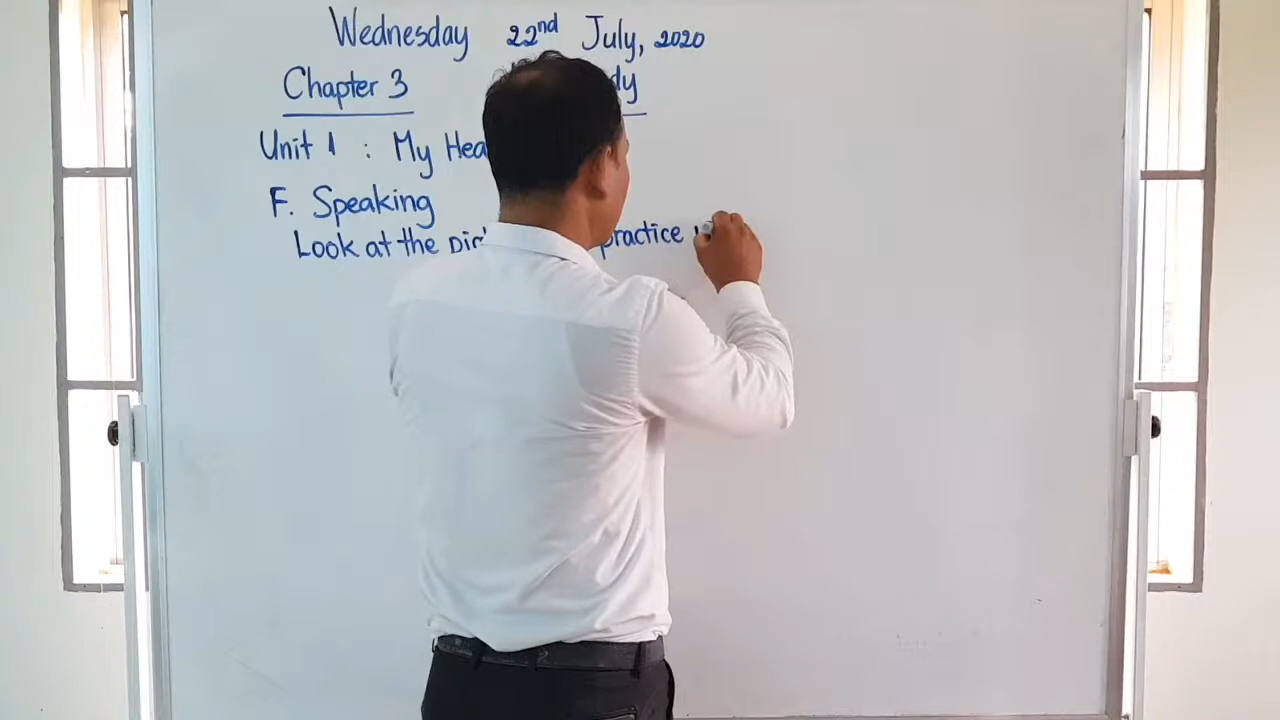 Wednesday 22nd July, 2020
Chapter 3
Unit 1 : My
F. Speaking
Look at the practice